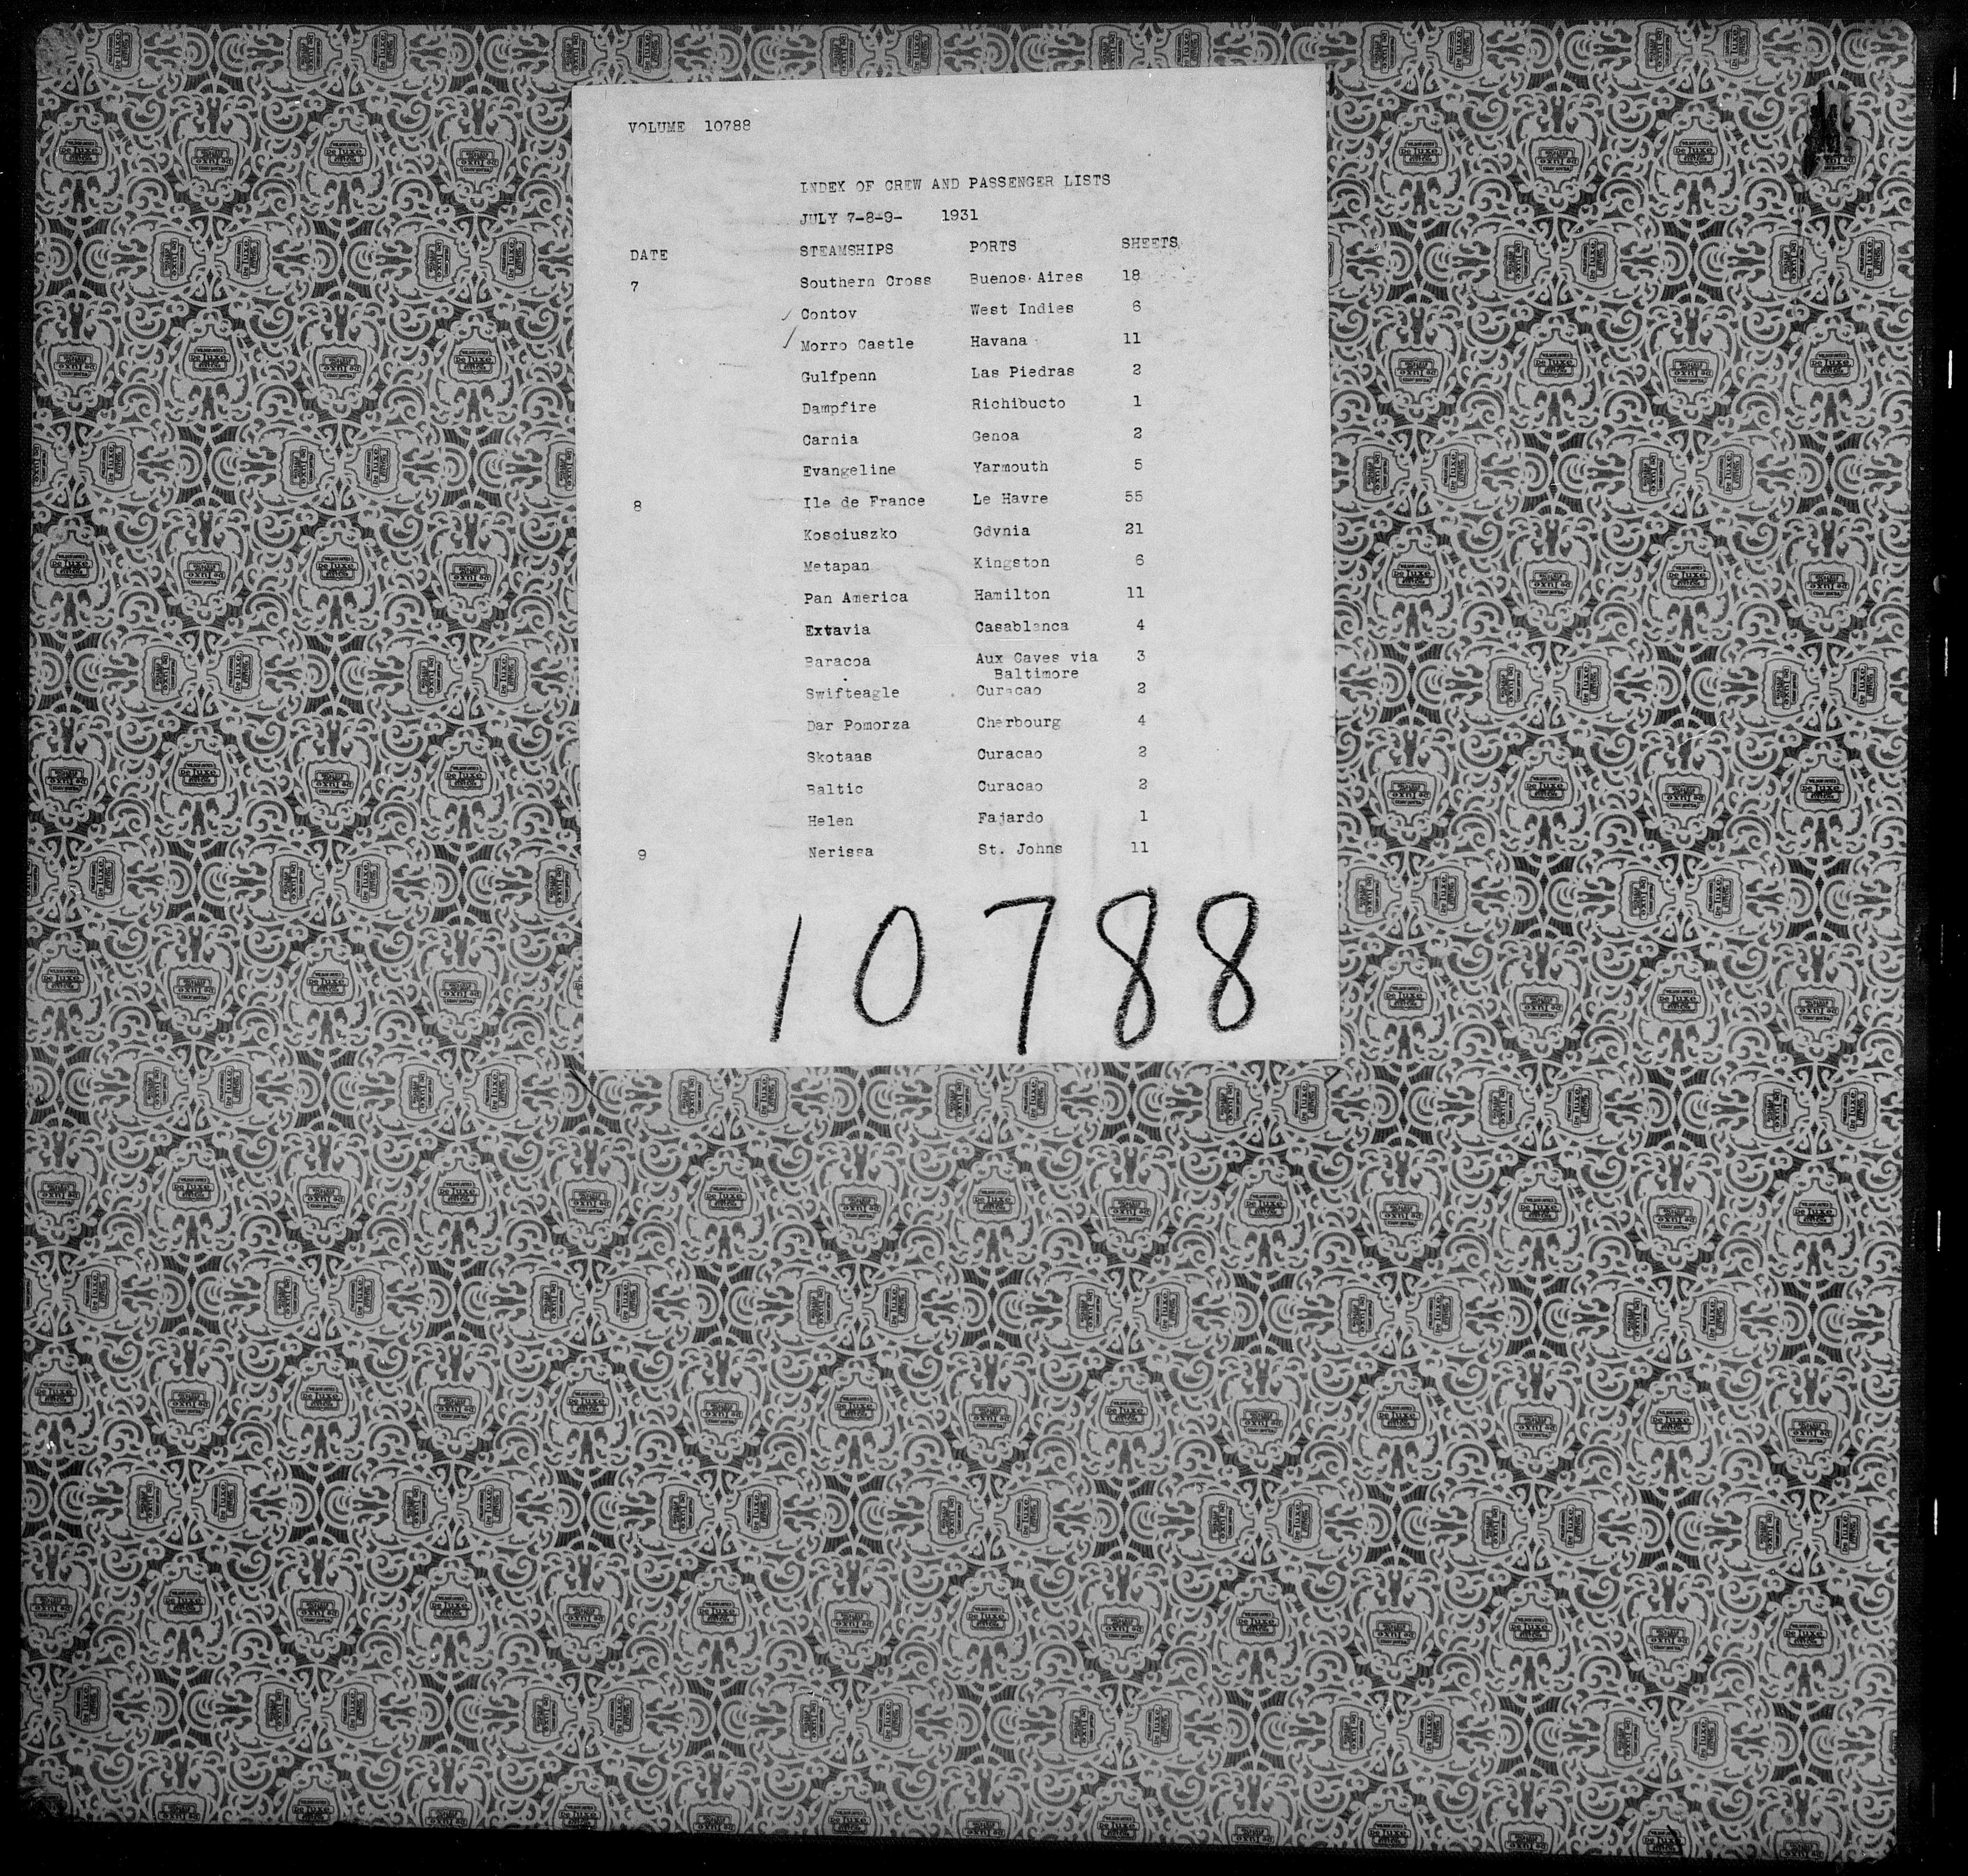 VOLUME 10788
INDEX OF CREW AND PASSENGER LISTS
JULY 7-8-9- 1931
DATE STEAMSHIPS PORTS SHEETS
7 Southern Cross Buenos Aires 18
Contoy West Indies 6
Morro Castle Havana 11
Gulfpenn Las Piedras 2
Dampfire Richibucto 1
Carnia Genoa 2
Evangeline Yarmouth 5
8 Ile de France Le Havre 55
Kosciuszko Gdynia 21
Metapan Kingston 6
Pan America Hamilton 11
Extavia Casablanca 4
Baracoa Aux Cayes via 3
Baltimore
Swifteagle Curacao 2
Dar Pomorza Cherbourg 4
Skotaas Curacao 2
Baltic Curacao 2
Helen Fajardo 1
9 Nerissa St. Johns 11
10788
De luxe